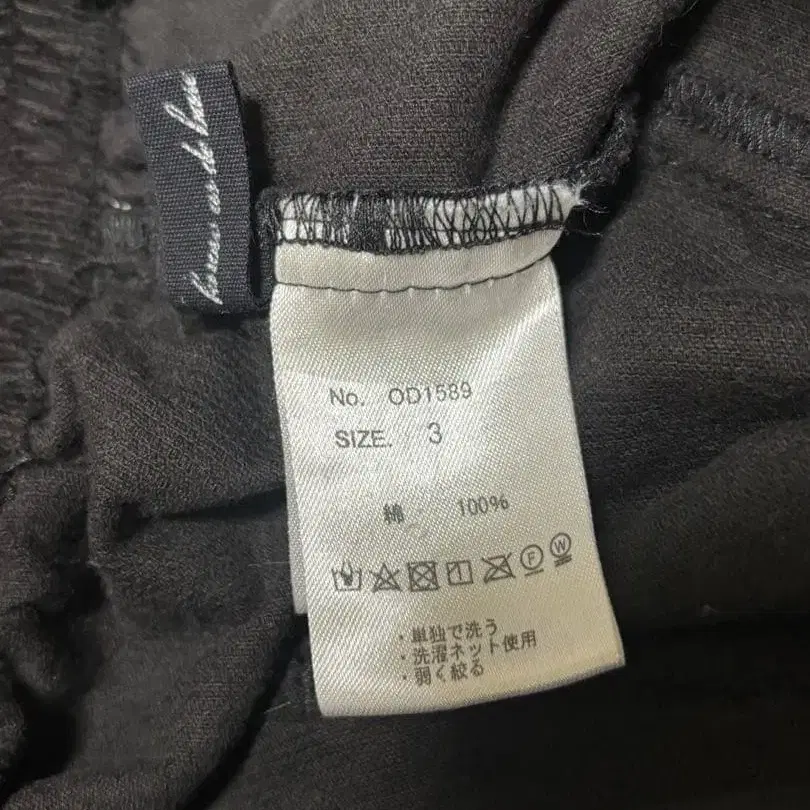 No. OD1589
SIZE. 3
綿 100%
F W
・単独で洗う
・洗濯ネット使用
・弱く絞る